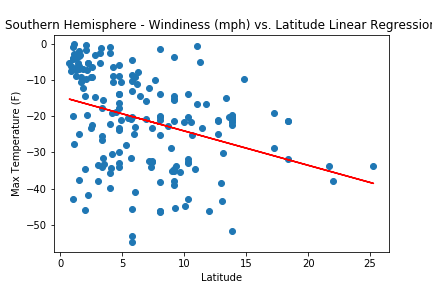 Southern Hemisphere - Windiness (mph) vs. Latitude Linear Regression
0
−10
−20
−30
−40
−50
Max Temperature (F)
0 5 10 15 20 25
Latitude